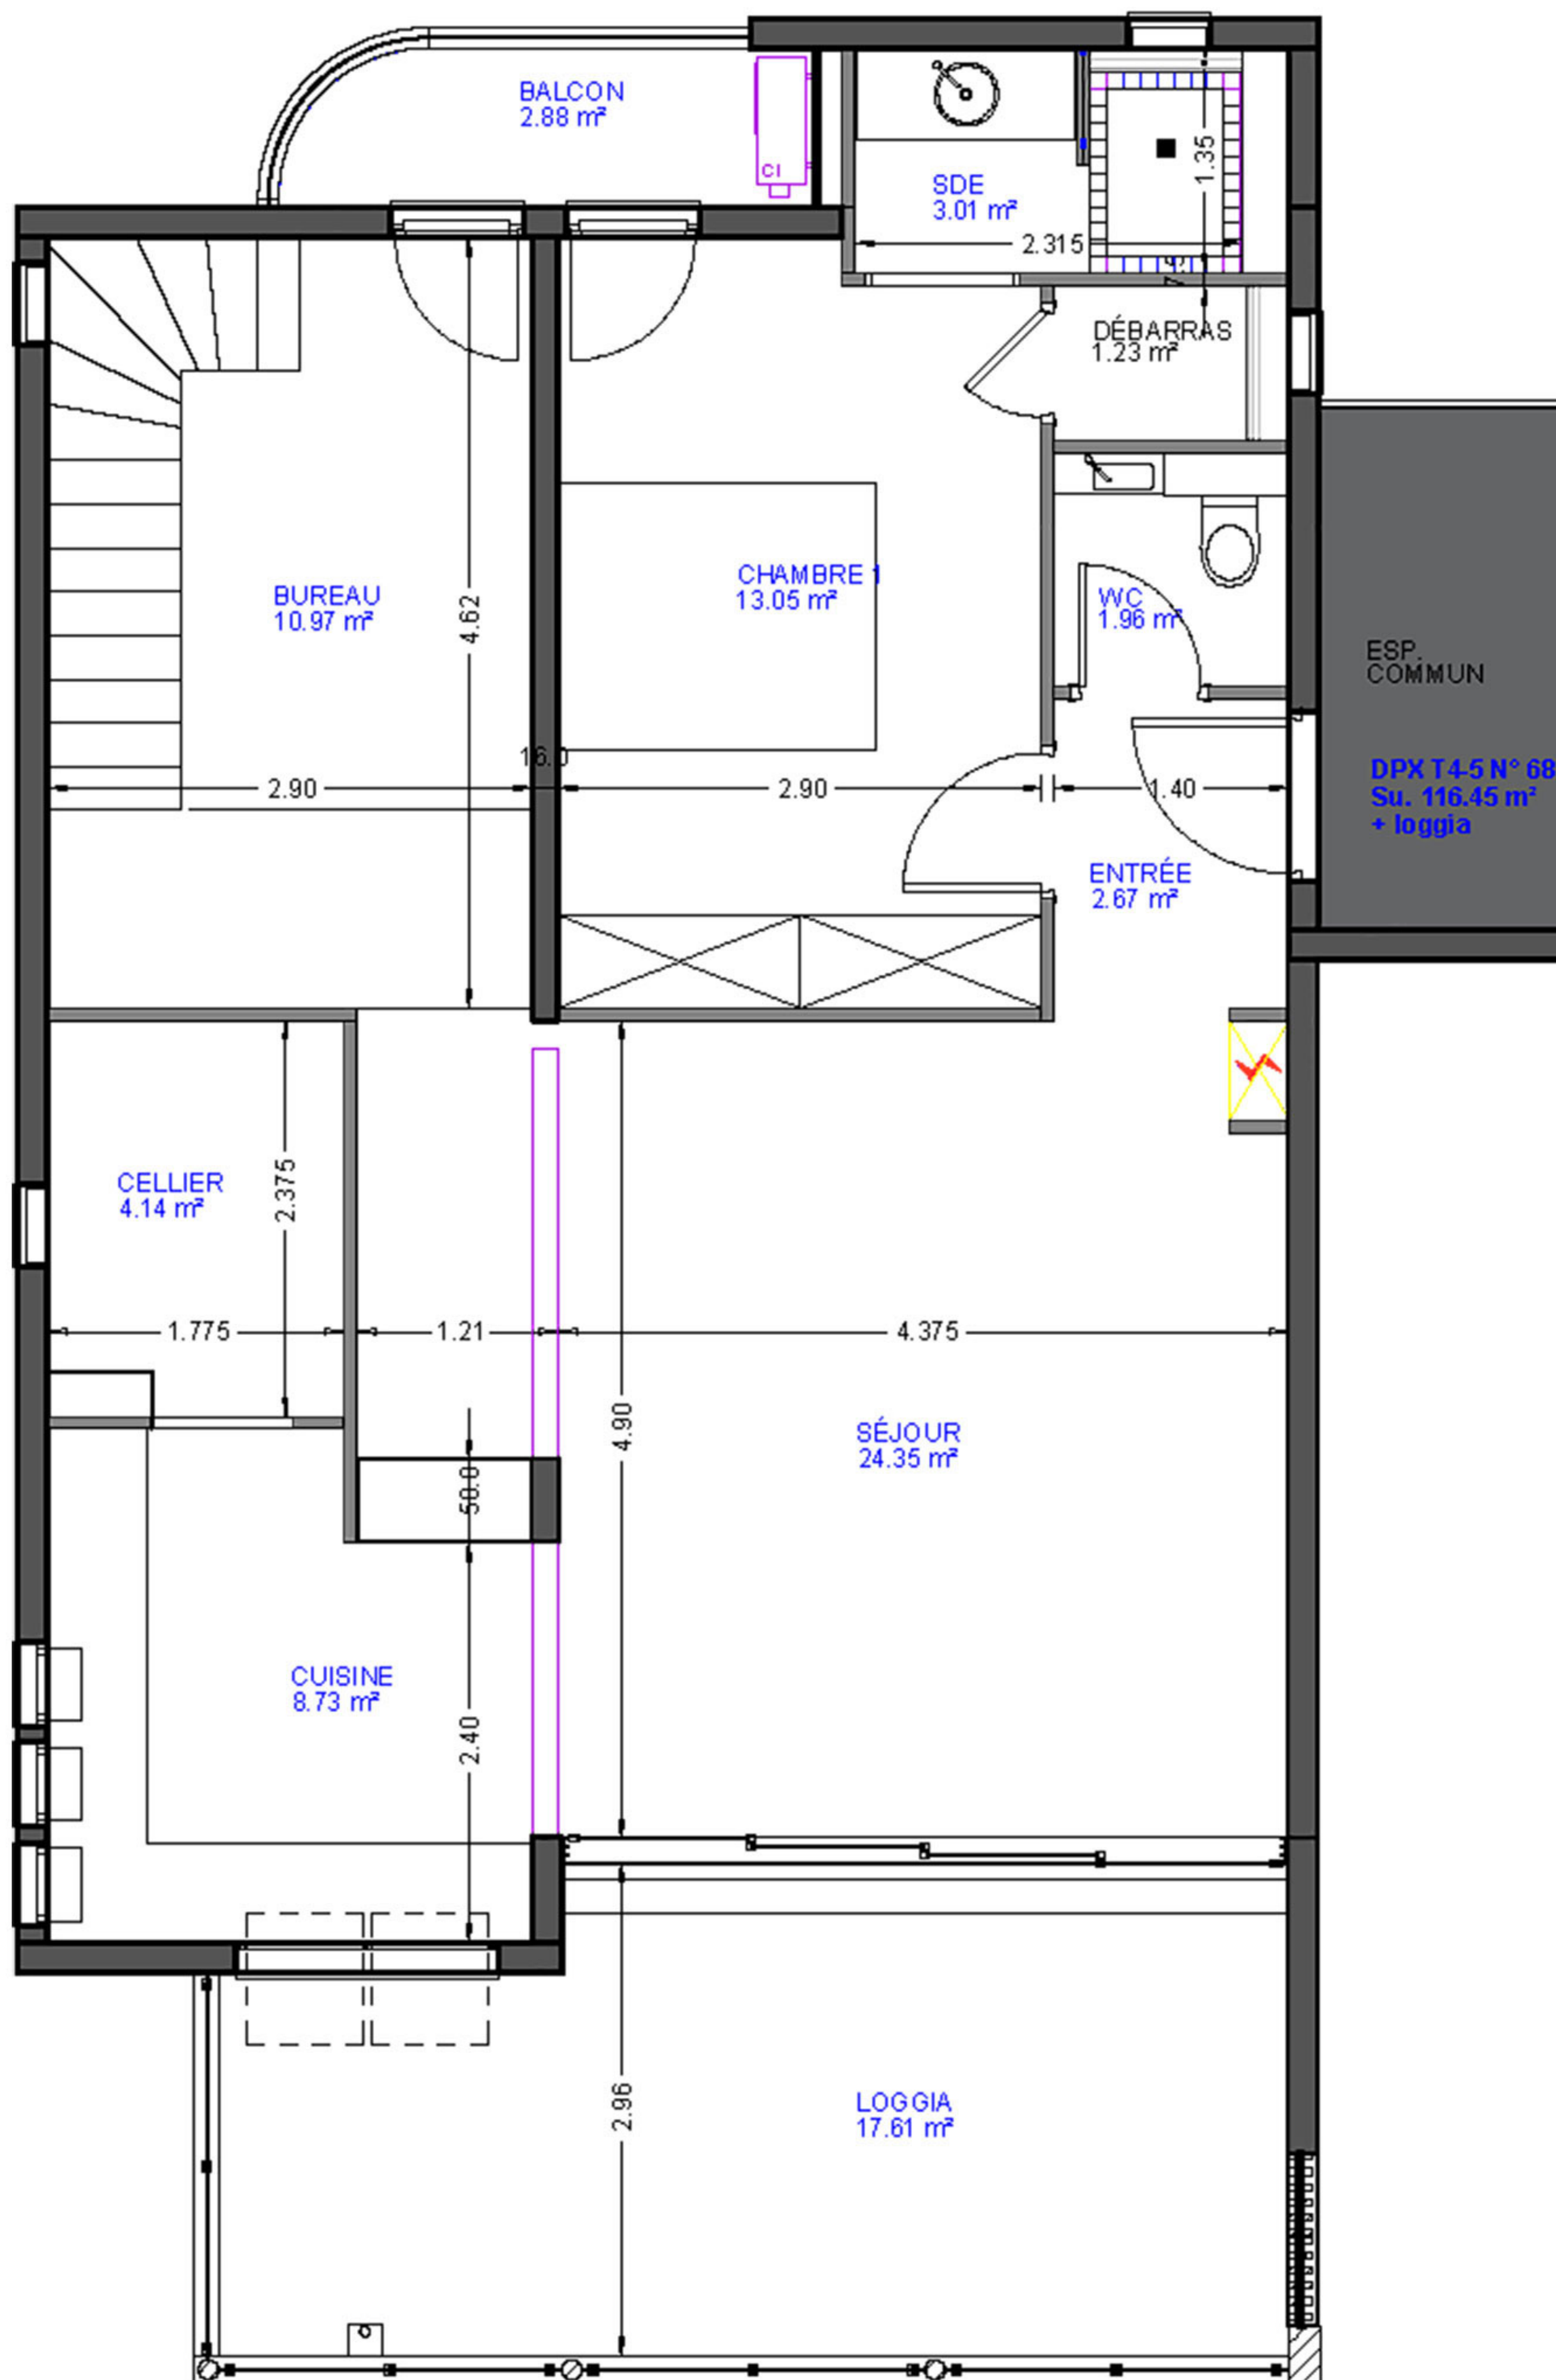 BALCON
2.88 m²
CI
SDE
3.01 m²
1.35
2.315
DÉBARRAS
1.23 m²
BUREAU
10.97 m²
4.62
CHAMBRE 1
13.05 m²
WC
1.96 m²
ESP.
COMMUN
DPX T4-5 N° 68
Su. 116.45 m²
+ loggia
2.90
2.90
1.40
ENTRÉE
2.67 m²
CELLIER
4.14 m²
2.375
1.775
1.21
4.375
4.90
SÉJOUR
24.35 m²
50.0
CUISINE
8.73 m²
2.40
2.96
LOGGIA
17.61 m²